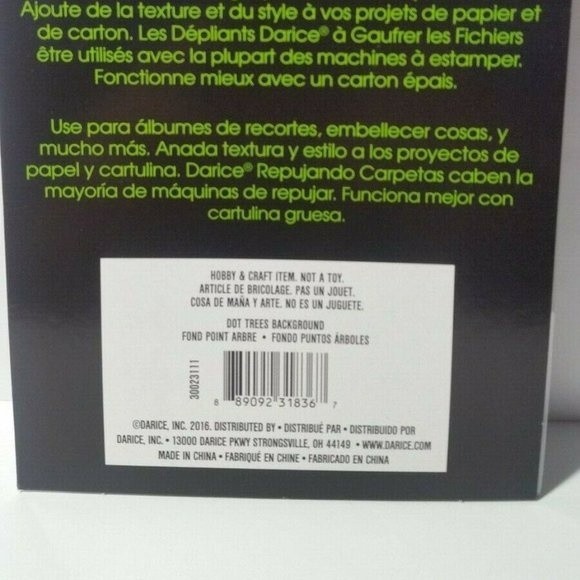 Ajoute de la texture et du style à vos projets de papier et
de carton. Les Dépliants Darice® à Gaufrer les Fichiers
être utilisés avec la plupart des machines à estamper.
Fonctionne mieux avec un carton épais.
Use para álbumes de recortes, embellecer cosas, y
mucho más. Anada textura y estilo a los proyectos de
papel y cartulina. Darice® Repujando Carpetas caben la
mayoría de máquinas de repujar. Funciona mejor con
cartulina gruesa.
HOBBY & CRAFT ITEM. NOT A TOY.
ARTICLE DE BRICOLAGE. PAS UN JOUET.
COSA DE MAÑA Y ARTE. NO ES UN JUGUETE.
DOT TREES BACKGROUND
FOND POINT ARBRE • FONDO PUNTOS ÁRBOLES
30023111
8 89092 31836 7
©DARICE, INC. 2016. DISTRIBUTED BY • DISTRIBUÉ PAR • DISTRIBUIDO POR
DARICE, INC. • 13000 DARICE PKWY STRONGSVILLE, OH 44149 • WWW.DARICE.COM
MADE IN CHINA • FABRIQUÉ EN CHINE • FABRICADO EN CHINA